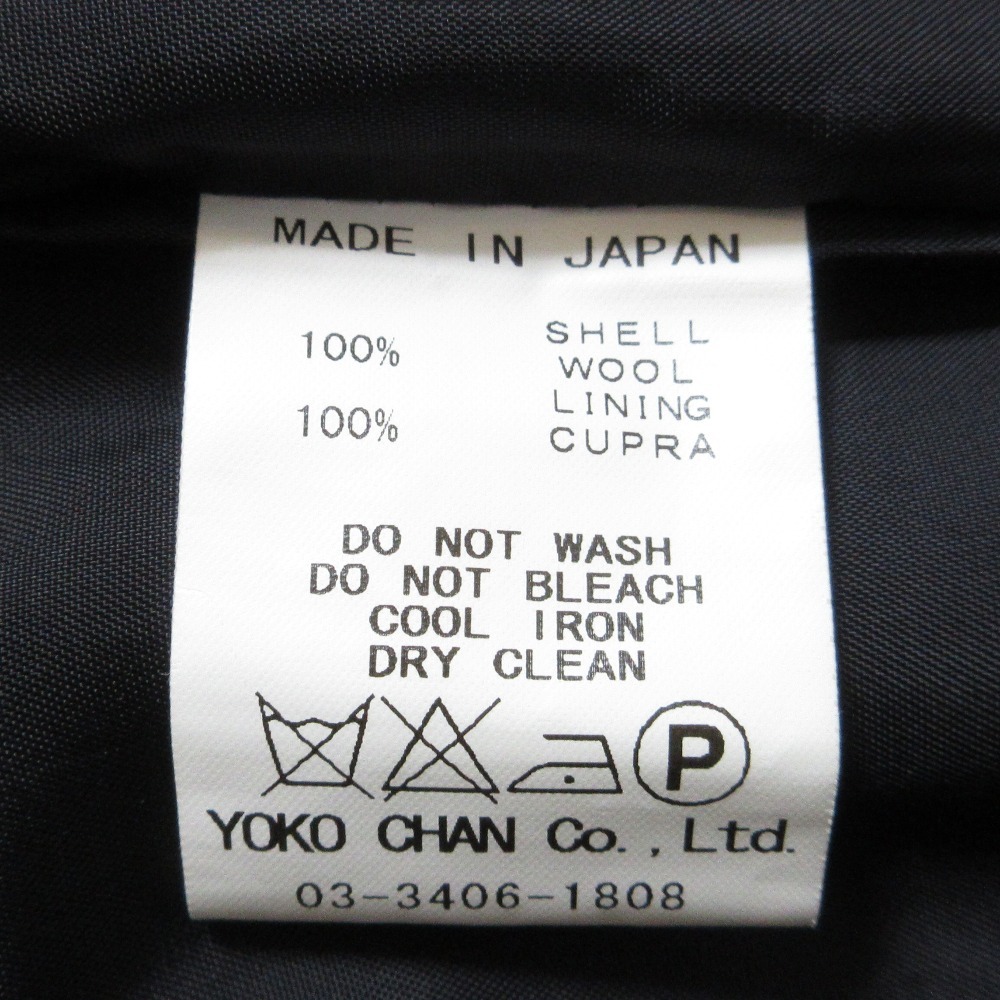 MADE IN JAPAN
SHELL
100% WOOL
LINING
100% CUPRA
DO NOT WASH
DO NOT BLEACH
COOL IRON
DRY CLEAN
P
YOKO CHAN Co., Ltd.
03-3406-1808